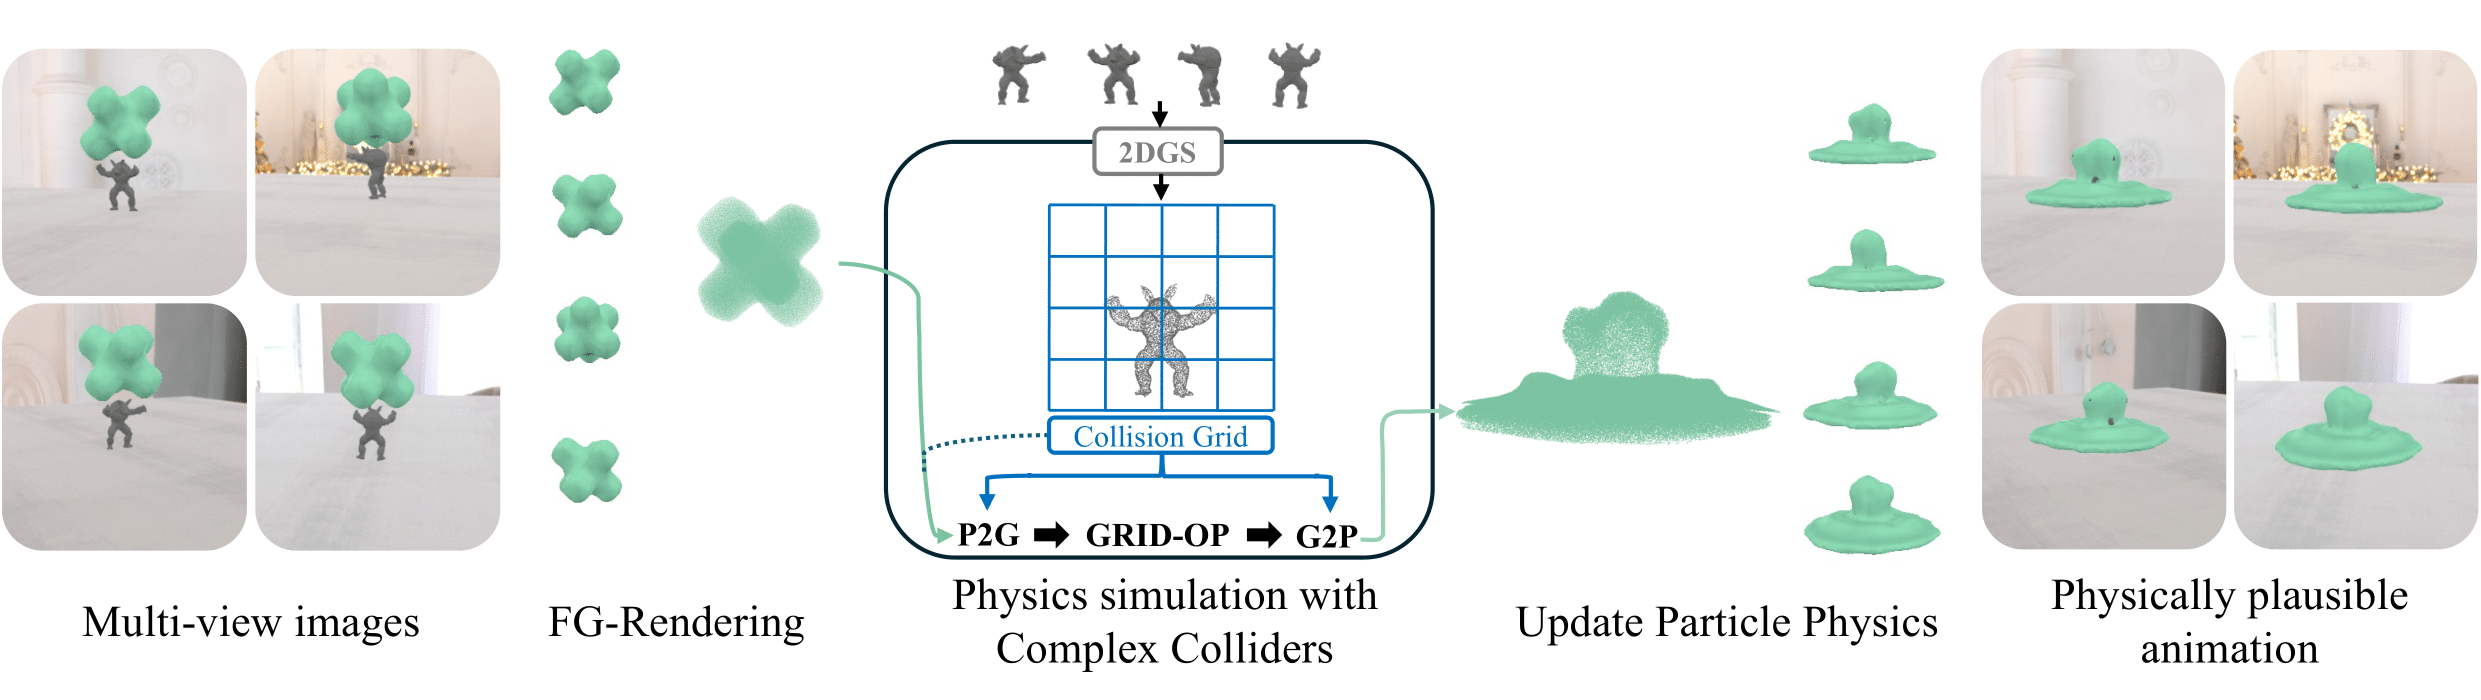 2DGS
Collision Grid
P2G GRID-OP G2P
Multi-view images
FG-Rendering
Physics simulation with
Complex Colliders
Update Particle Physics
Physically plausible
animation